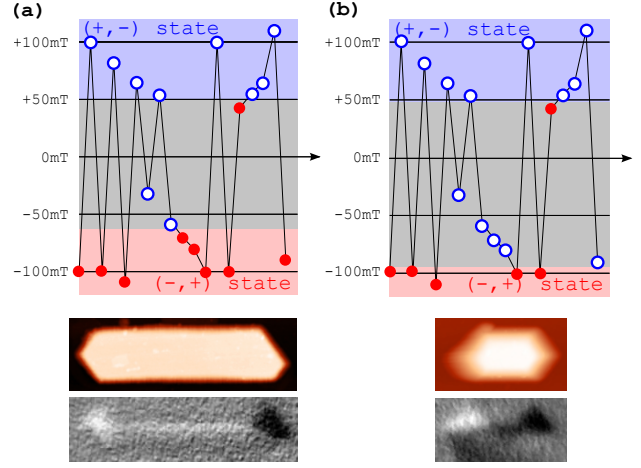 (a)
(b)
(+,-) state
(+,-) state
+100mT
+100mT
+50mT
+50mT
0mT
0mT
-50mT
-50mT
-100mT
-100mT
(-,+) state
(-,+) state